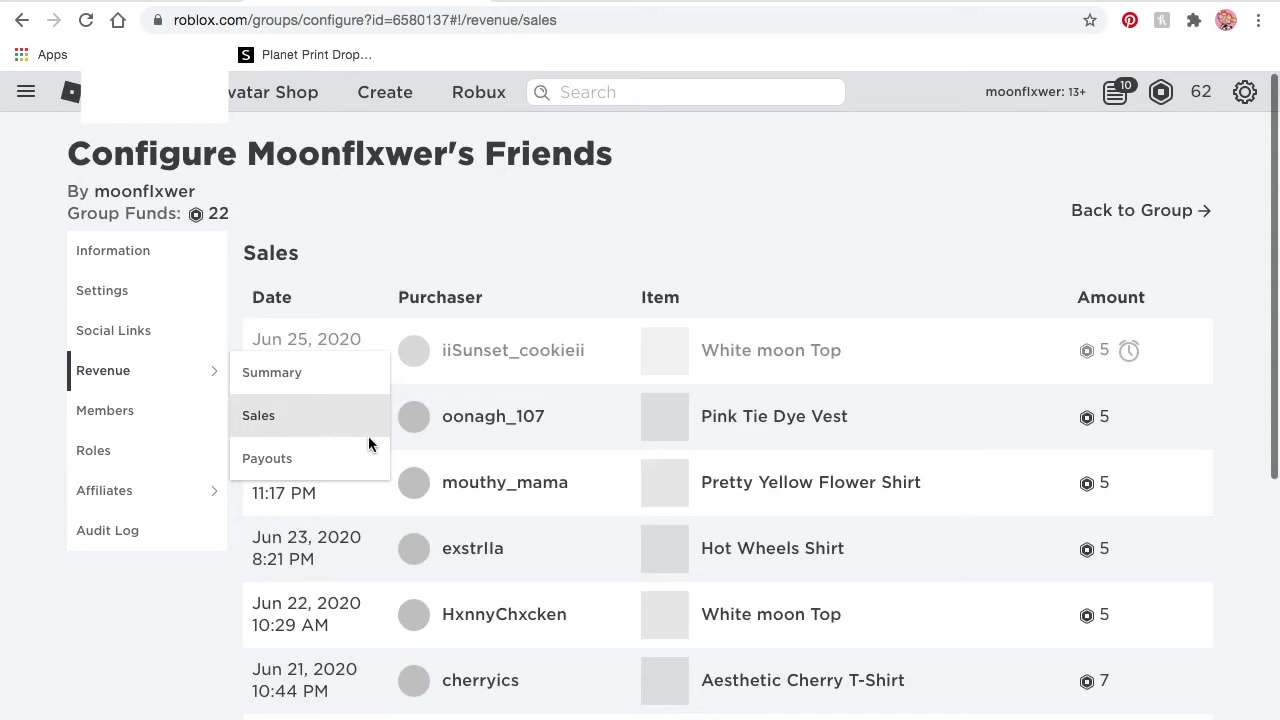 roblox.com/groups/configure?id=6580137#!/revenue/sales
Apps
S Planet Print Drop...
vatar Shop Create Robux Search moonflxwer: 13+ 10 62
Configure Moonflxwer's Friends
By moonflxwer
Group Funds: 22
Back to Group →
Information
Settings
Social Links
Revenue
Members
Roles
Affiliates
Audit Log
Summary
Sales
Payouts
Sales
Date Purchaser Item Amount
Jun 25, 2020
iiSunset_cookieii White moon Top 5
oonagh_107 Pink Tie Dye Vest 5
11:17 PM
mouthy_mama Pretty Yellow Flower Shirt 5
Jun 23, 2020
8:21 PM
exstrlla Hot Wheels Shirt 5
Jun 22, 2020
10:29 AM
HxnnyChxcken White moon Top 5
Jun 21, 2020
10:44 PM
cherryics Aesthetic Cherry T-Shirt 7